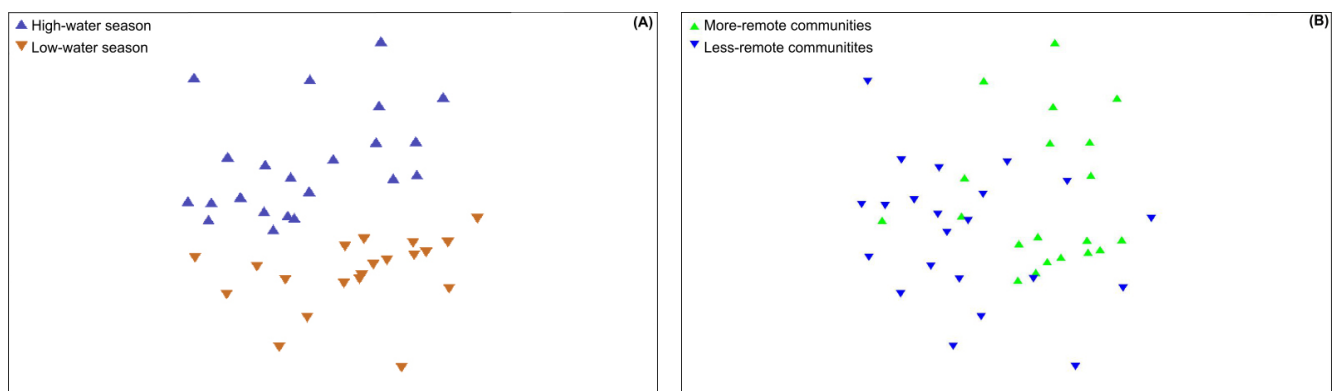 High-water season
Low-water season
(A)
More-remote communities
Less-remote communitites
(B)